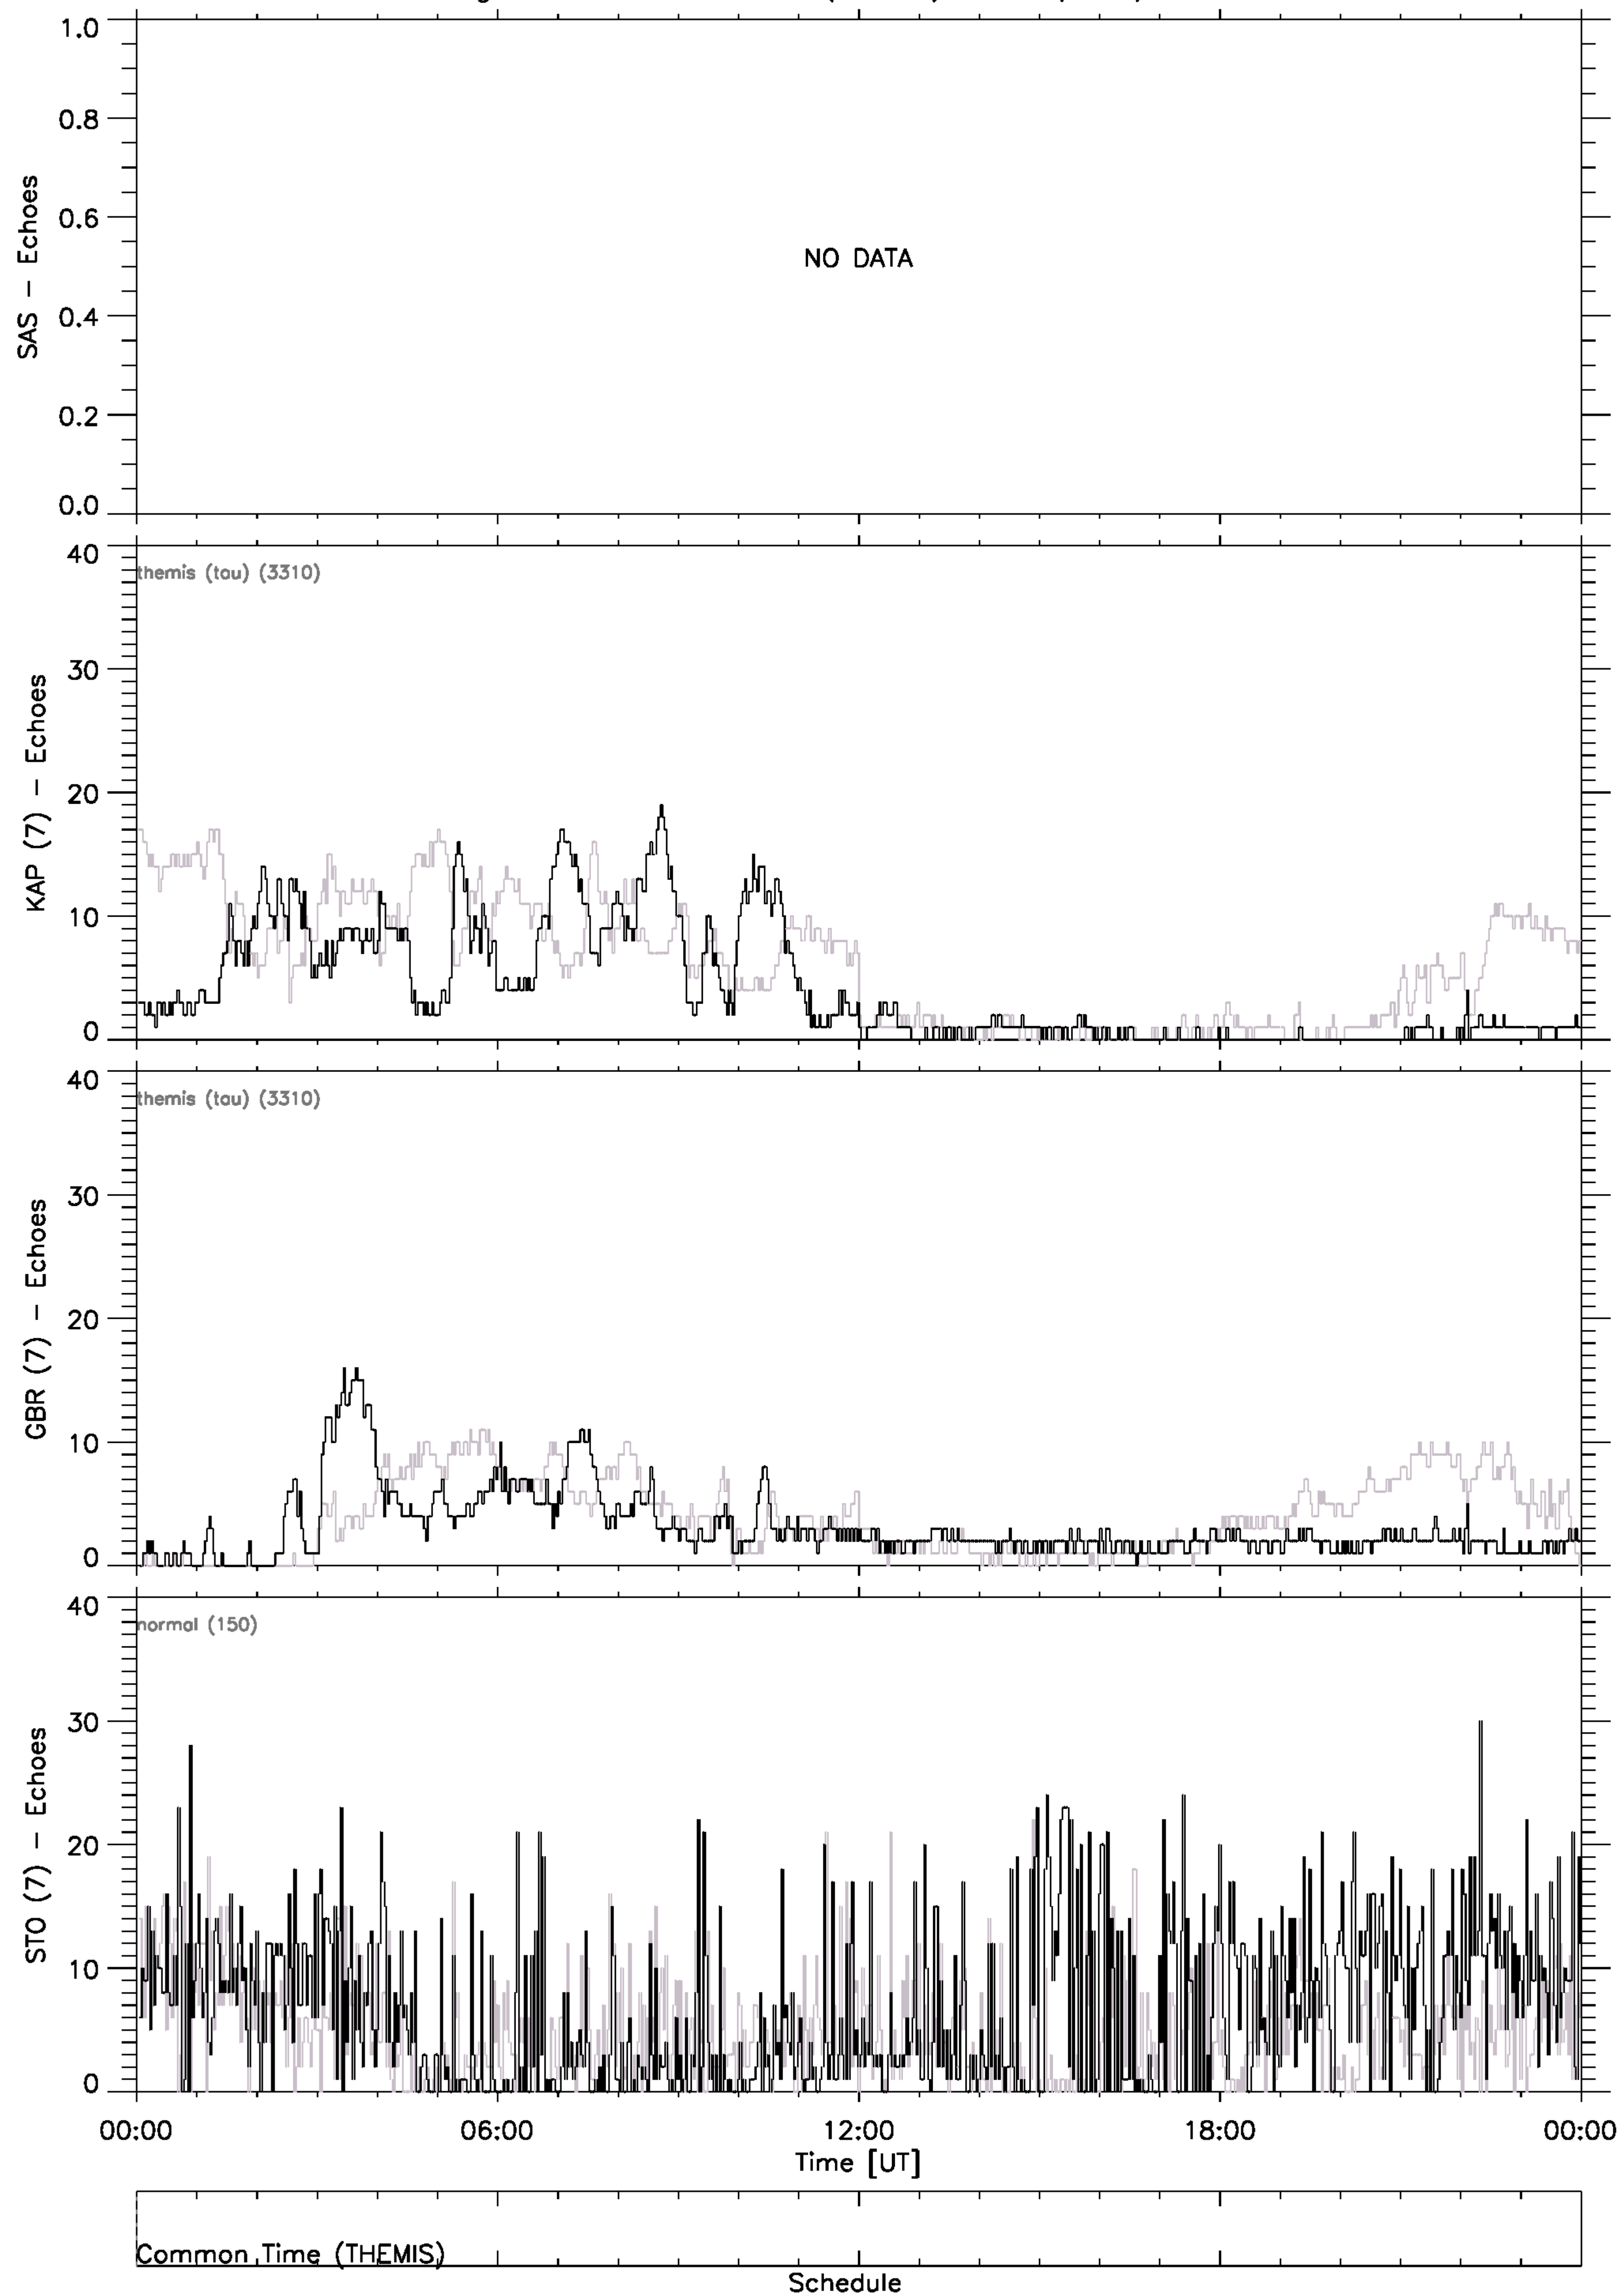 1.0
0.8
0.6
0.4
0.2
0.0
SAS - Echoes
NO DATA
40
30
20
10
0
KAP (7) - Echoes
themis (tau) (3310)
40
30
20
10
0
GBR (7) - Echoes
themis (tau) (3310)
40
30
20
10
0
STO (7) - Echoes
normal (150)
00:00 06:00 12:00 18:00 00:00
Time [UT]
Common Time (THEMIS)
Schedule